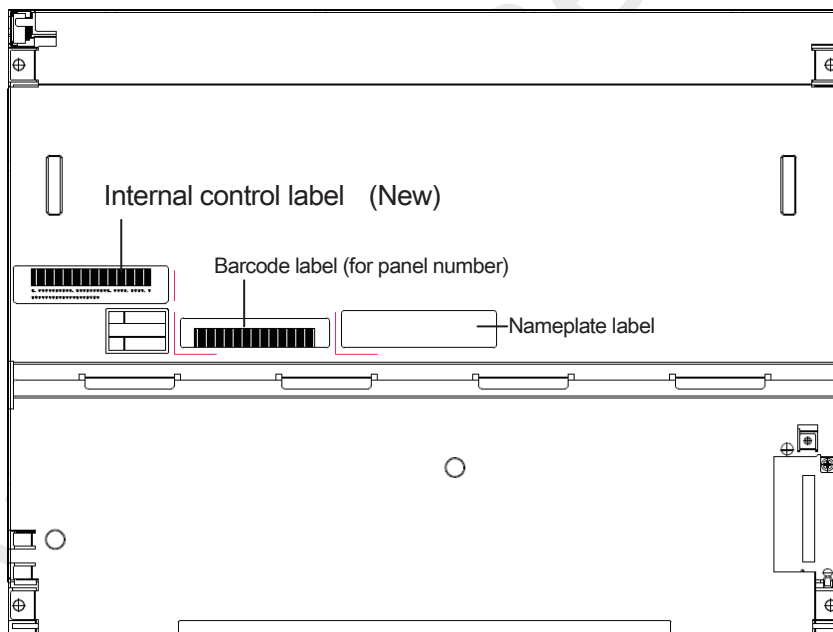 Internal control label (New)
Barcode label (for panel number)
Nameplate label